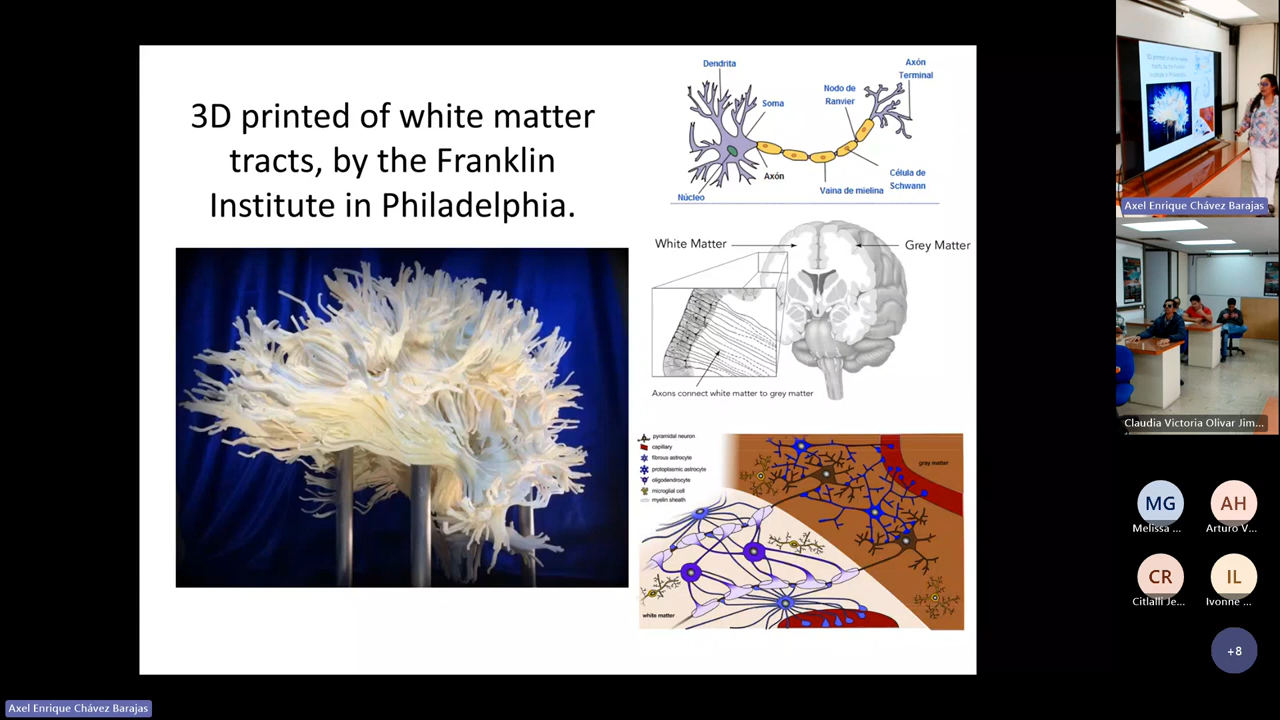 3D printed of white matter
tracts, by the Franklin
Institute in Philadelphia.
Dendrita
Soma
Axón
Núcleo
Nodo de
Ranvier
Axón
Terminal
Célula de
Schwann
Vaina de mielina
White Matter
Grey Matter
Axons connect white matter to grey matter
pyramidal neuron
capillary
fibrous astrocyte
protoplasmic astrocyte
oligodendrocyte
microglial cell
myelin sheath
gray matter
white matter
Axel Enrique Chávez Barajas
Claudia Victoria Olivar Jim...
MG
Melissa ...
AH
Arturo V...
CR
Citlalli Je...
IL
Ivonne ...
+8
Axel Enrique Chávez Barajas